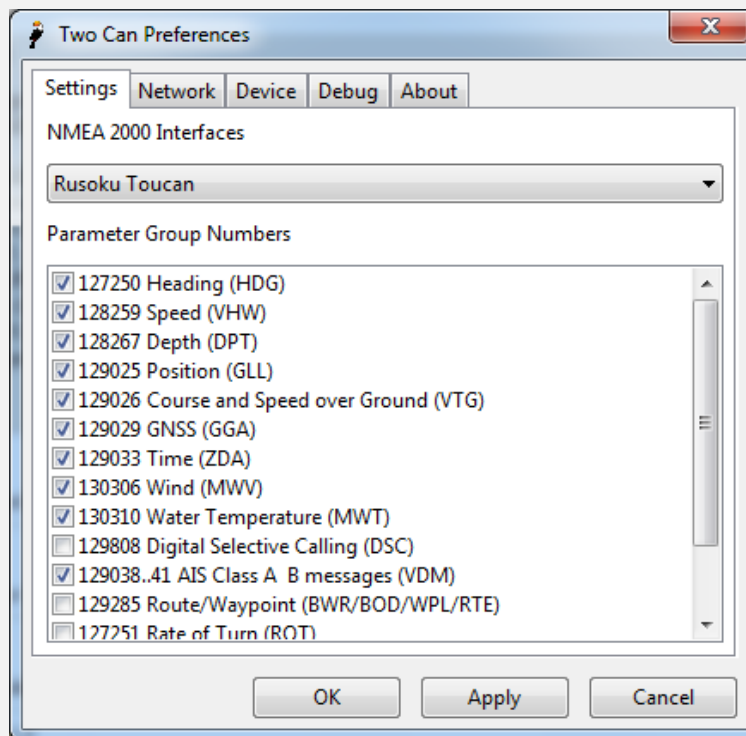 Two Can Preferences
Settings Network Device Debug About
NMEA 2000 Interfaces
Rusoku Toucan
Parameter Group Numbers
127250 Heading (HDG)
128259 Speed (VHW)
128267 Depth (DPT)
129025 Position (GLL)
129026 Course and Speed over Ground (VTG)
129029 GNSS (GGA)
129033 Time (ZDA)
130306 Wind (MWV)
130310 Water Temperature (MWT)
129808 Digital Selective Calling (DSC)
129038..41 AIS Class A  B messages (VDM)
129285 Route/Waypoint (BWR/BOD/WPL/RTE)
127251 Rate of Turn (ROT)
OK Apply Cancel